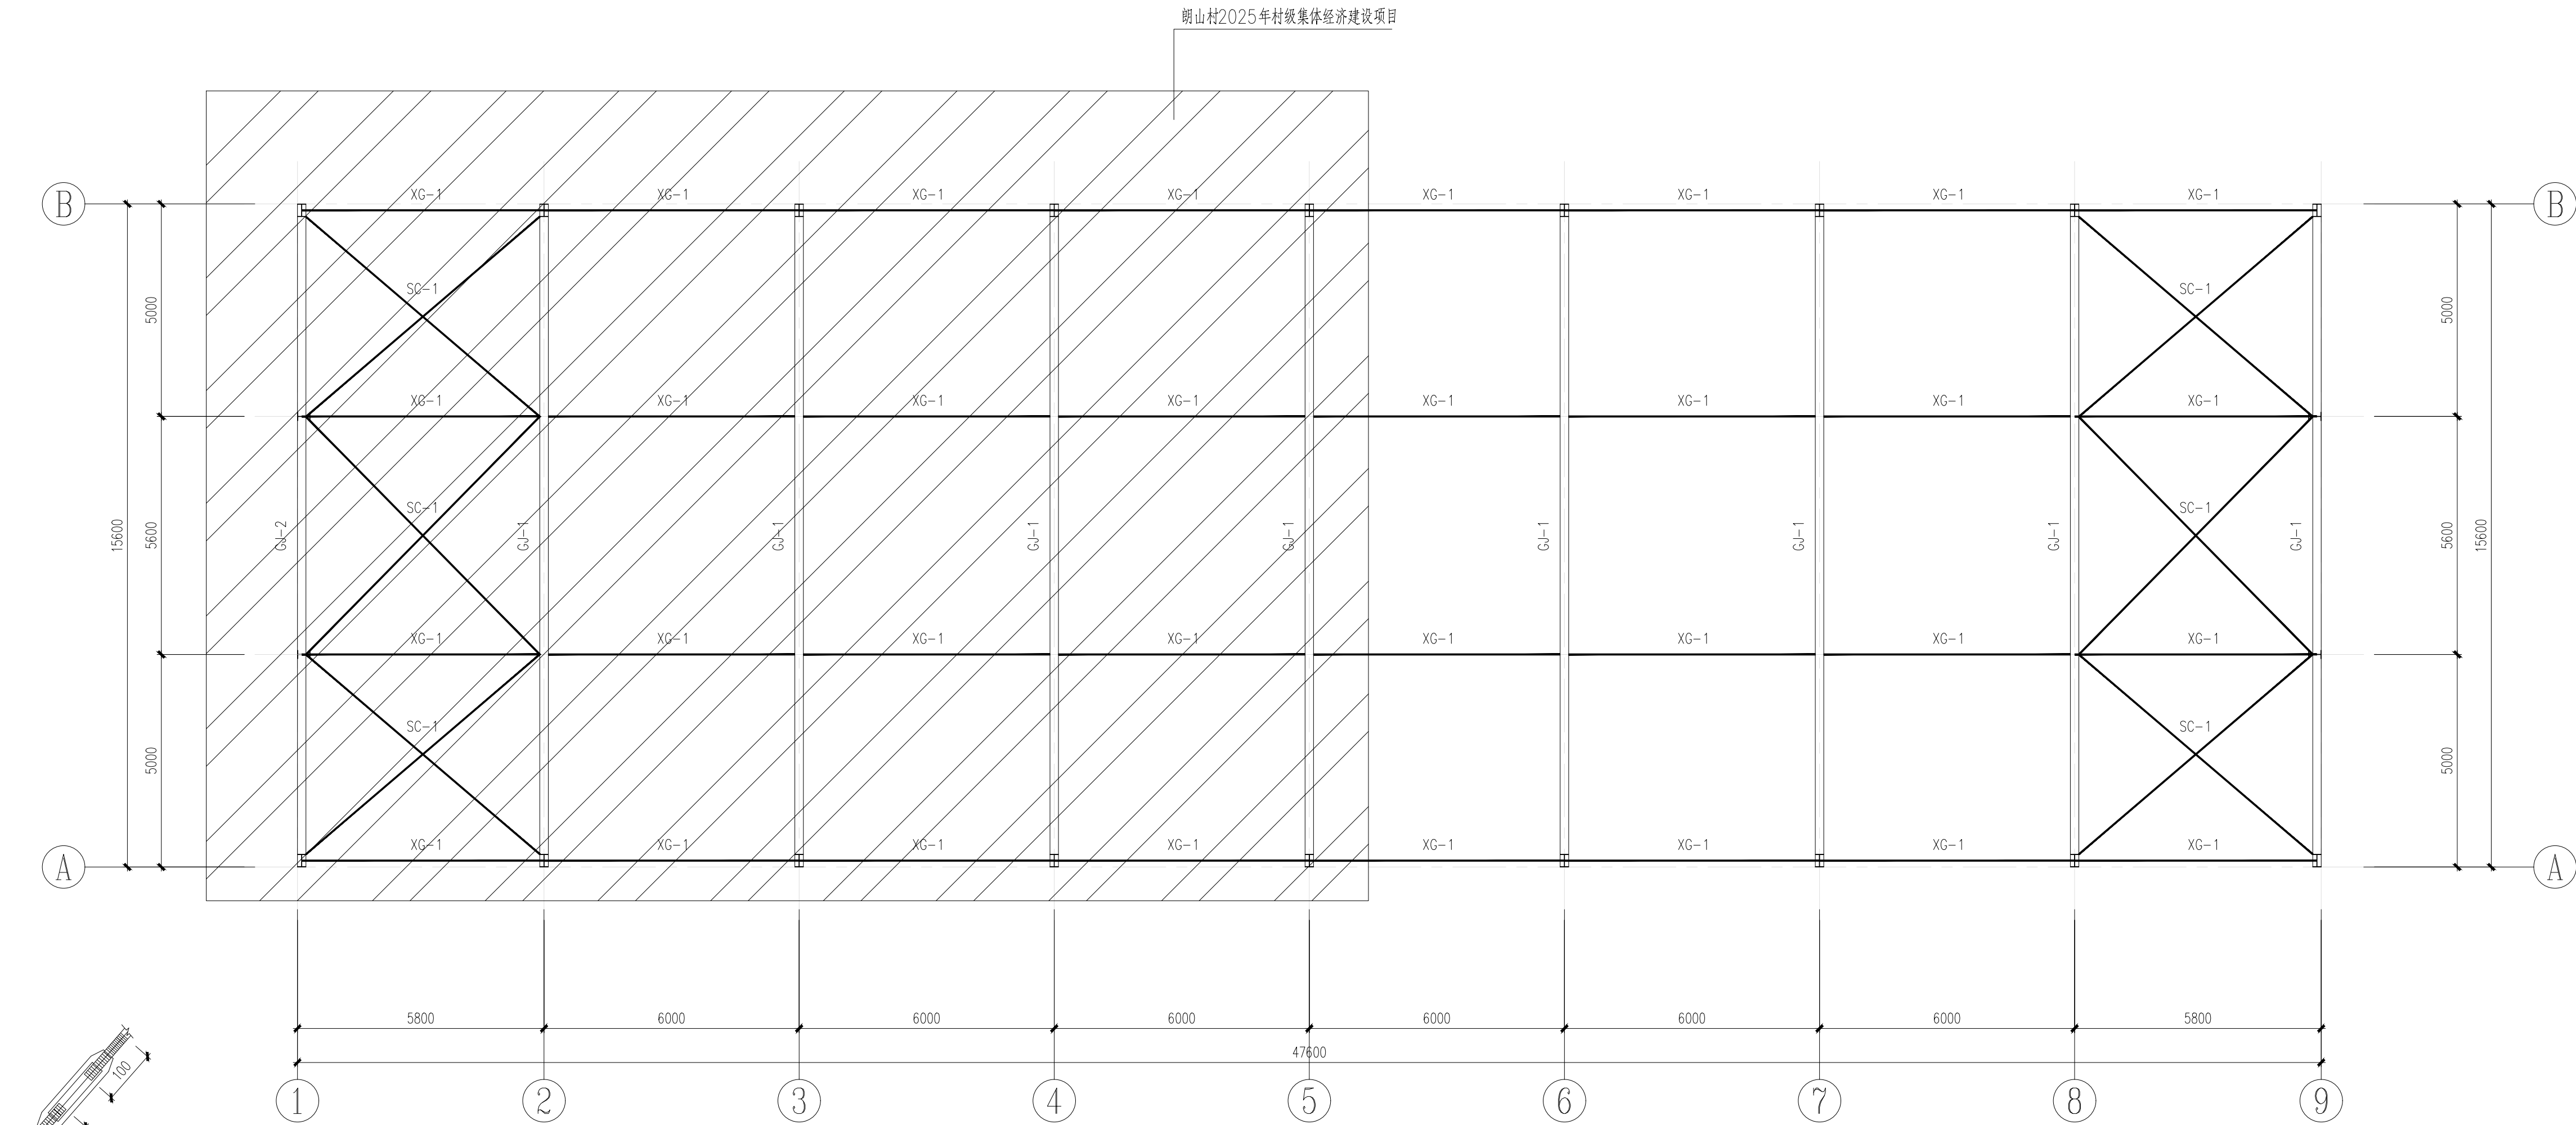 朗山村2025年村级集体经济建设项目
B XG-1 XG-1 XG-1 XG-1 XG-1 XG-1 XG-1 XG-1 B
5000 SC-1 SC-1 5000
XG-1 XG-1 XG-1 XG-1 XG-1 XG-1 XG-1 XG-1
SC-1 SC-1
15600 5600 GJ-2 GJ-1 GJ-1 GJ-1 GJ-1 GJ-1 GJ-1 GJ-1 GJ-1 5600 15600
XG-1 XG-1 XG-1 XG-1 XG-1 XG-1 XG-1 XG-1
SC-1 SC-1
5000 5000
XG-1 XG-1 XG-1 XG-1 XG-1 XG-1 XG-1 XG-1
A A
5800 6000 6000 6000 6000 6000 6000 5800
47600
100
1 2 3 4 5 6 7 8 9